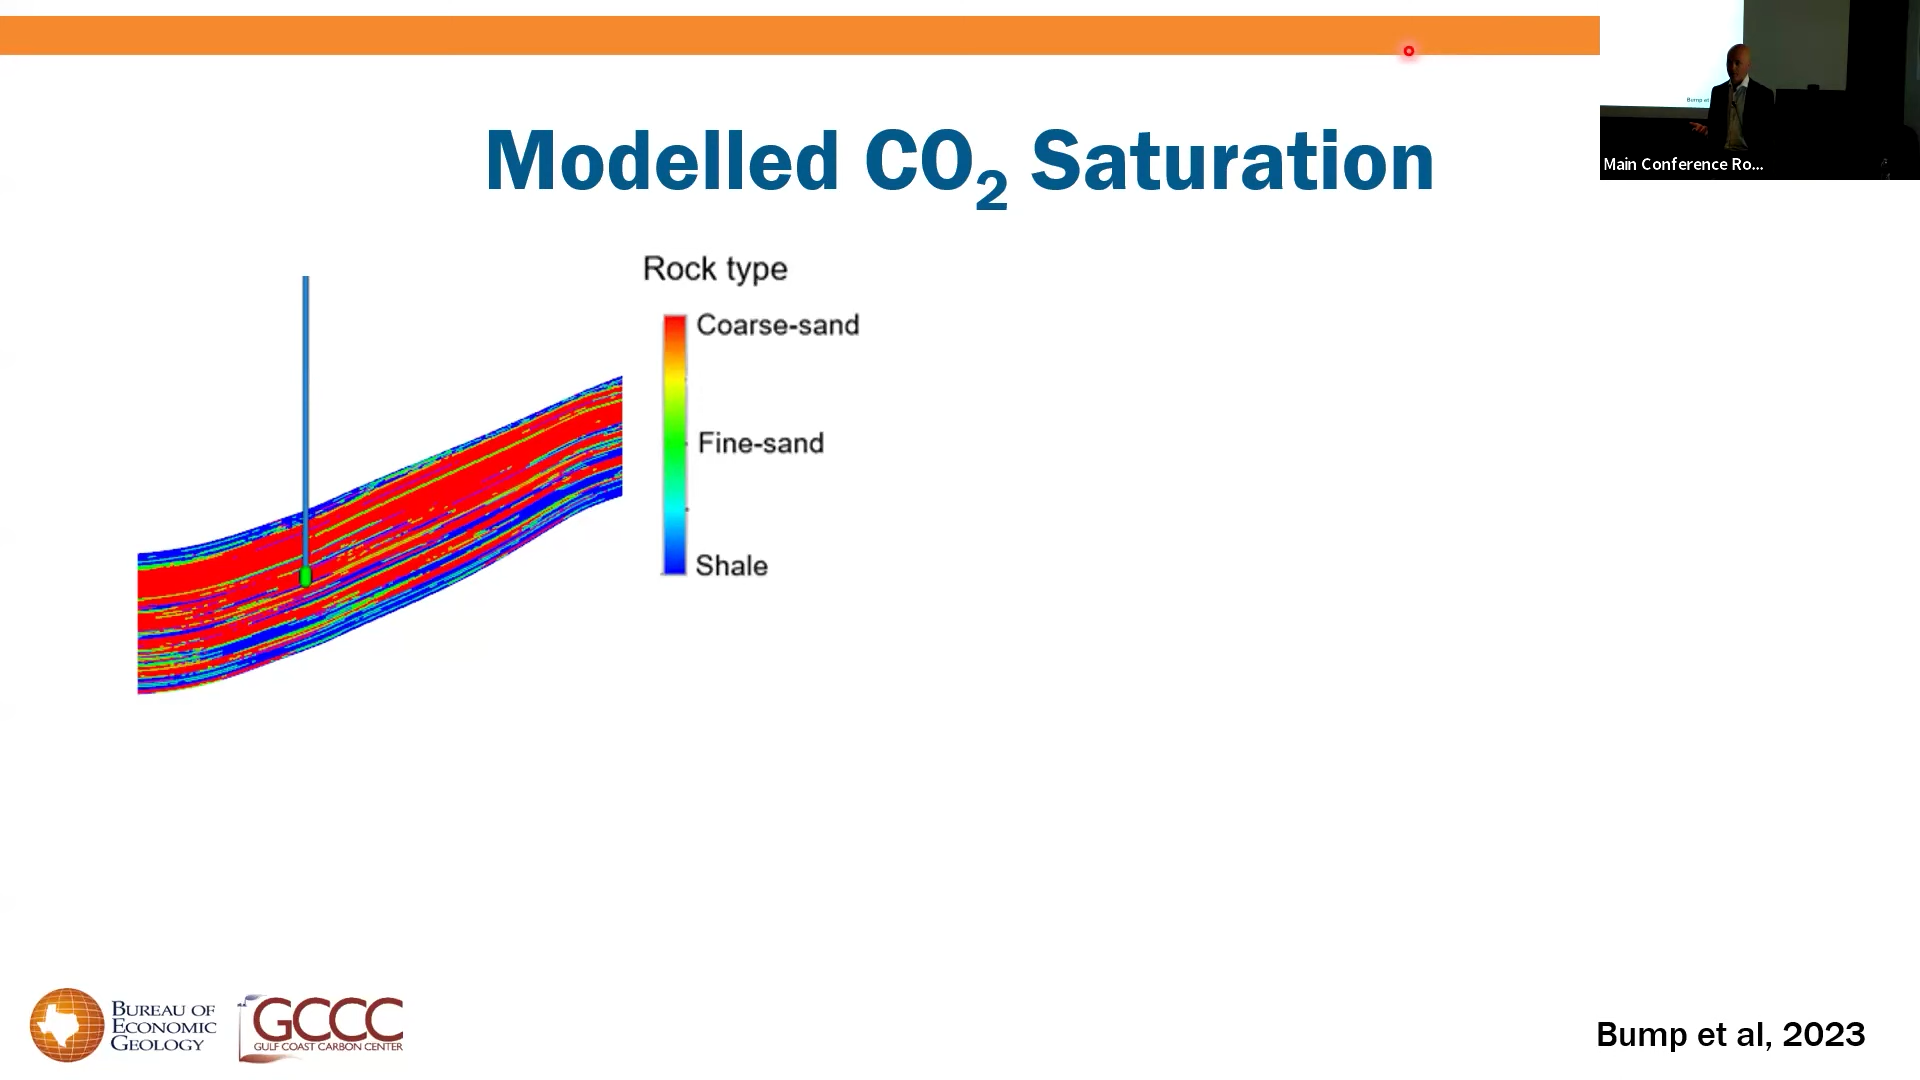 Modelled CO2 Saturation
Main Conference Ro...
Rock type
Coarse-sand
Fine-sand
Shale
BUREAU OF
ECONOMIC
GEOLOGY
GCCC
GULF COAST CARBON CENTER
Bump et al, 2023